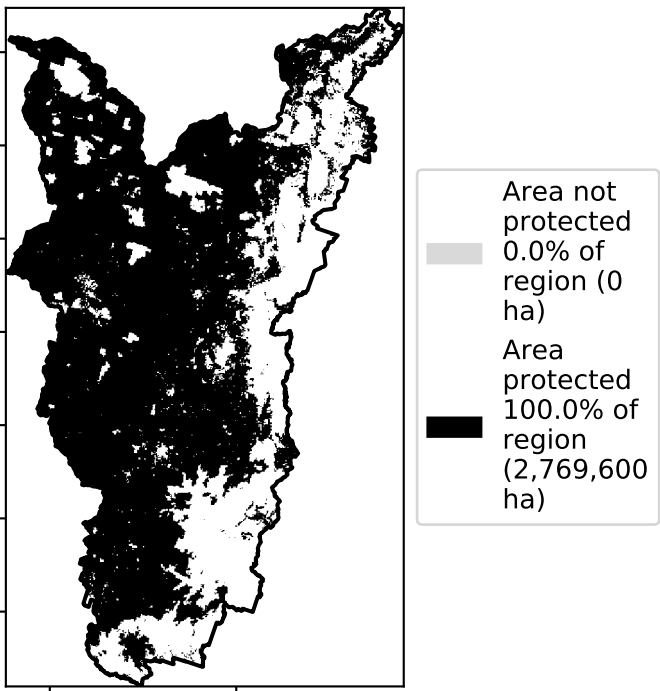 Area not
protected
0.0% of
region (0
ha)
Area
protected
100.0% of
region
(2,769,600
ha)